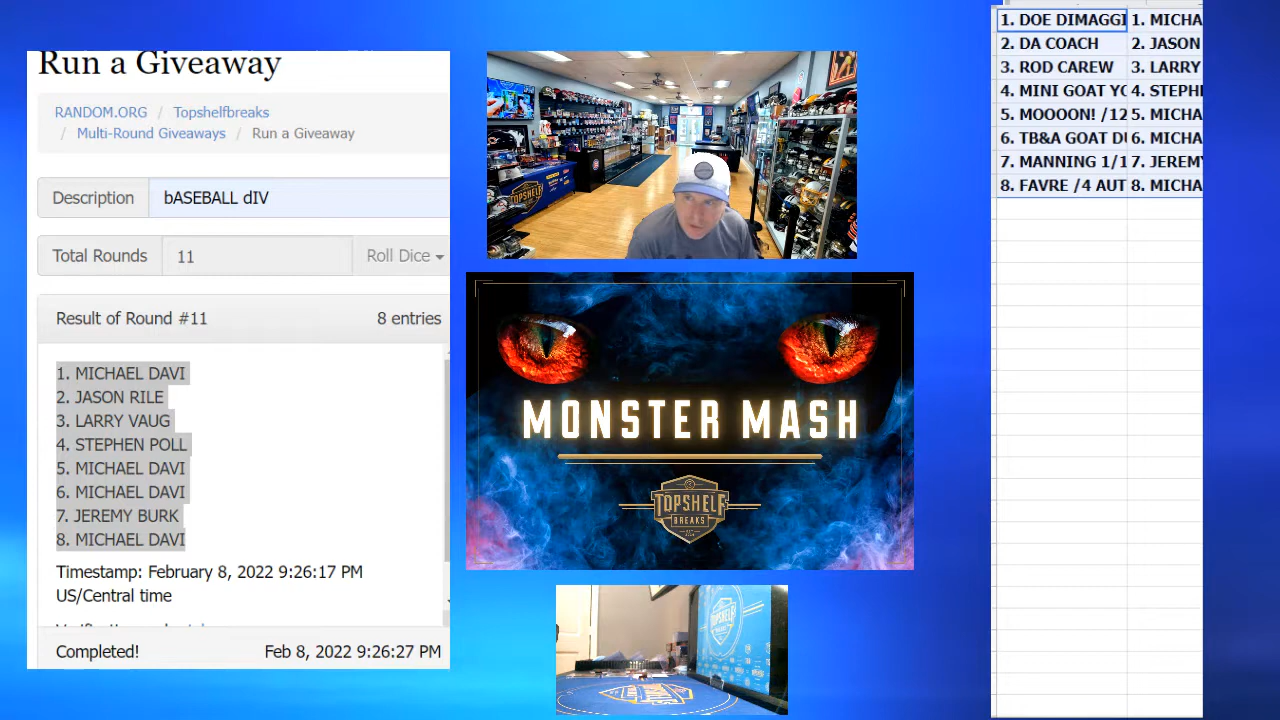 Run a Giveaway
RANDOM.ORG / Topshelfbreaks
/ Multi-Round Giveaways / Run a Giveaway
Description bASEBALL dIV
Total Rounds 11 Roll Dice
Result of Round #11 8 entries
1. MICHAEL DAVI
2. JASON RILE
3. LARRY VAUG
4. STEPHEN POLL
5. MICHAEL DAVI
6. MICHAEL DAVI
7. JEREMY BURK
8. MICHAEL DAVI
Timestamp: February 8, 2022 9:26:17 PM
US/Central time
Completed! Feb 8, 2022 9:26:27 PM
TOPSHELF
MONSTER MASH
TOPSHELF
BREAKS
TOPSHELF
1. DOE DIMAGGI 1. MICHA
2. DA COACH 2. JASON
3. ROD CAREW 3. LARRY
4. MINI GOAT YO 4. STEPH
5. MOOOON! /12 5. MICHA
6. TB&A GOAT DI 6. MICHA
7. MANNING 1/1 7. JEREMY
8. FAVRE /4 AUT 8. MICHA